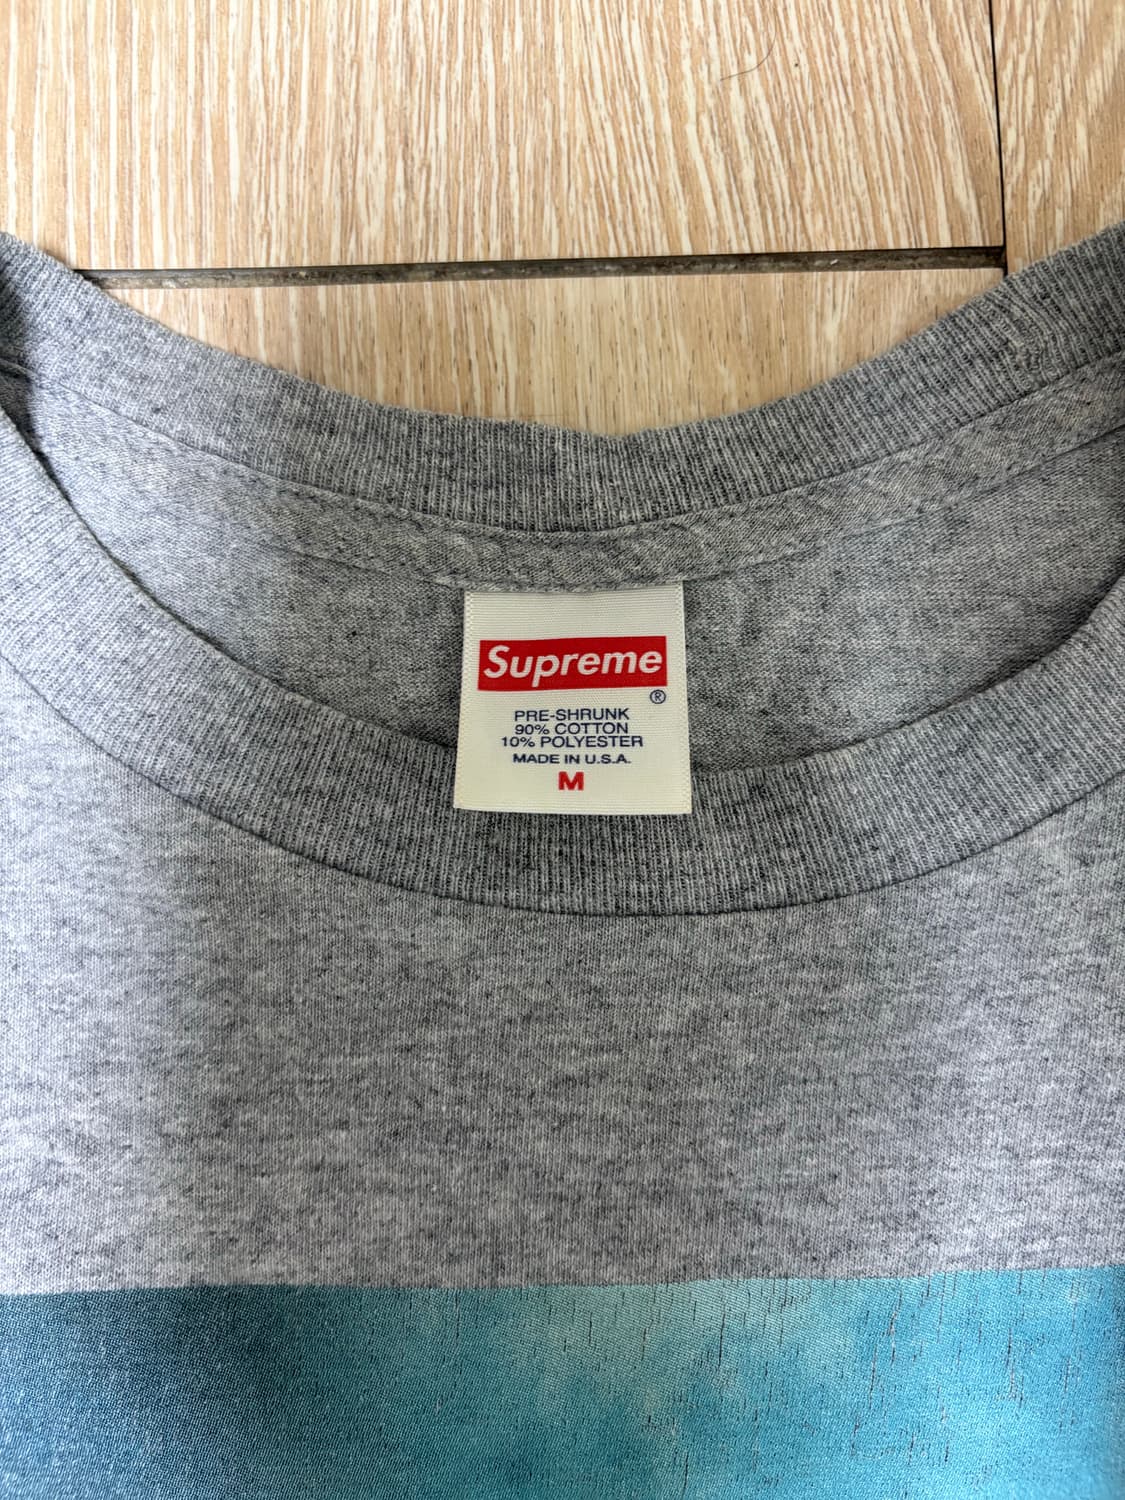 Supreme
®
PRE-SHRUNK
90% COTTON
10% POLYESTER
MADE IN U.S.A.
M